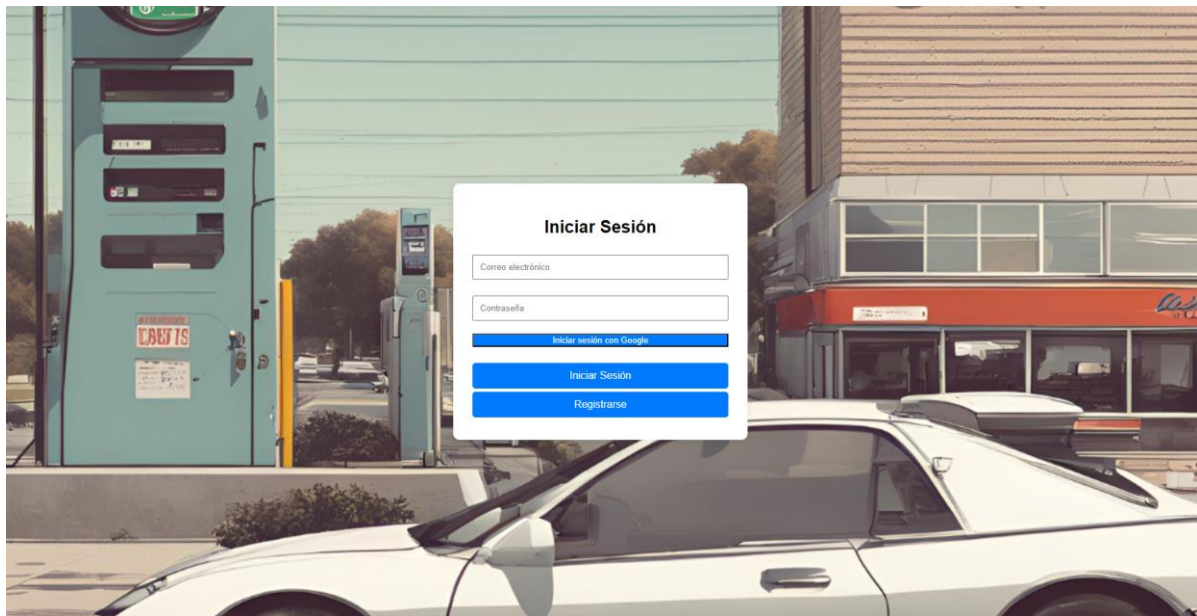 Iniciar Sesión
Correo electrónico
Contraseña
Iniciar sesión con Google
Iniciar Sesión
Registrarse